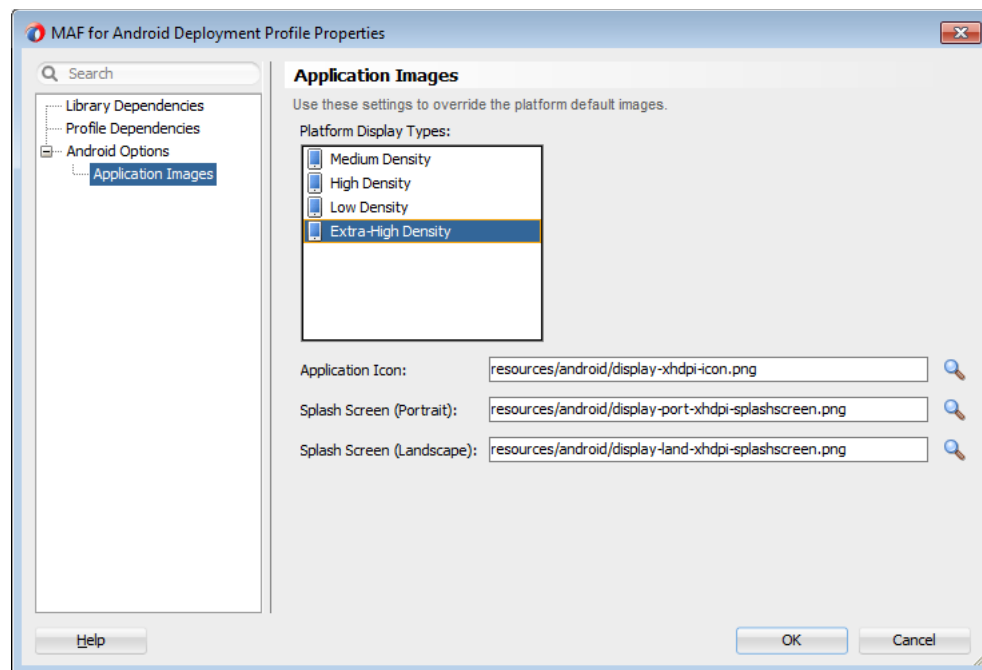 MAF for Android Deployment Profile Properties
Search
Library Dependencies
Profile Dependencies
Android Options
Application Images
Application Images
Use these settings to override the platform default images.
Platform Display Types:
Medium Density
High Density
Low Density
Extra-High Density
Application Icon: resources/android/display-xhdpi-icon.png
Splash Screen (Portrait): resources/android/display-port-xhdpi-splashscreen.png
Splash Screen (Landscape): resources/android/display-land-xhdpi-splashscreen.png
Help OK Cancel